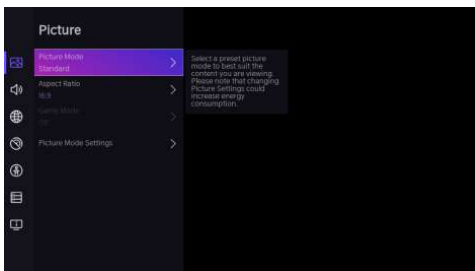 Picture
Picture Mode
Standard
Aspect Ratio
16:9
Game Mode
Off
Picture Mode Settings
Select a preset picture
mode to best suit the
content you are viewing.
Please note that changing
Picture Settings could
increase energy
consumption.